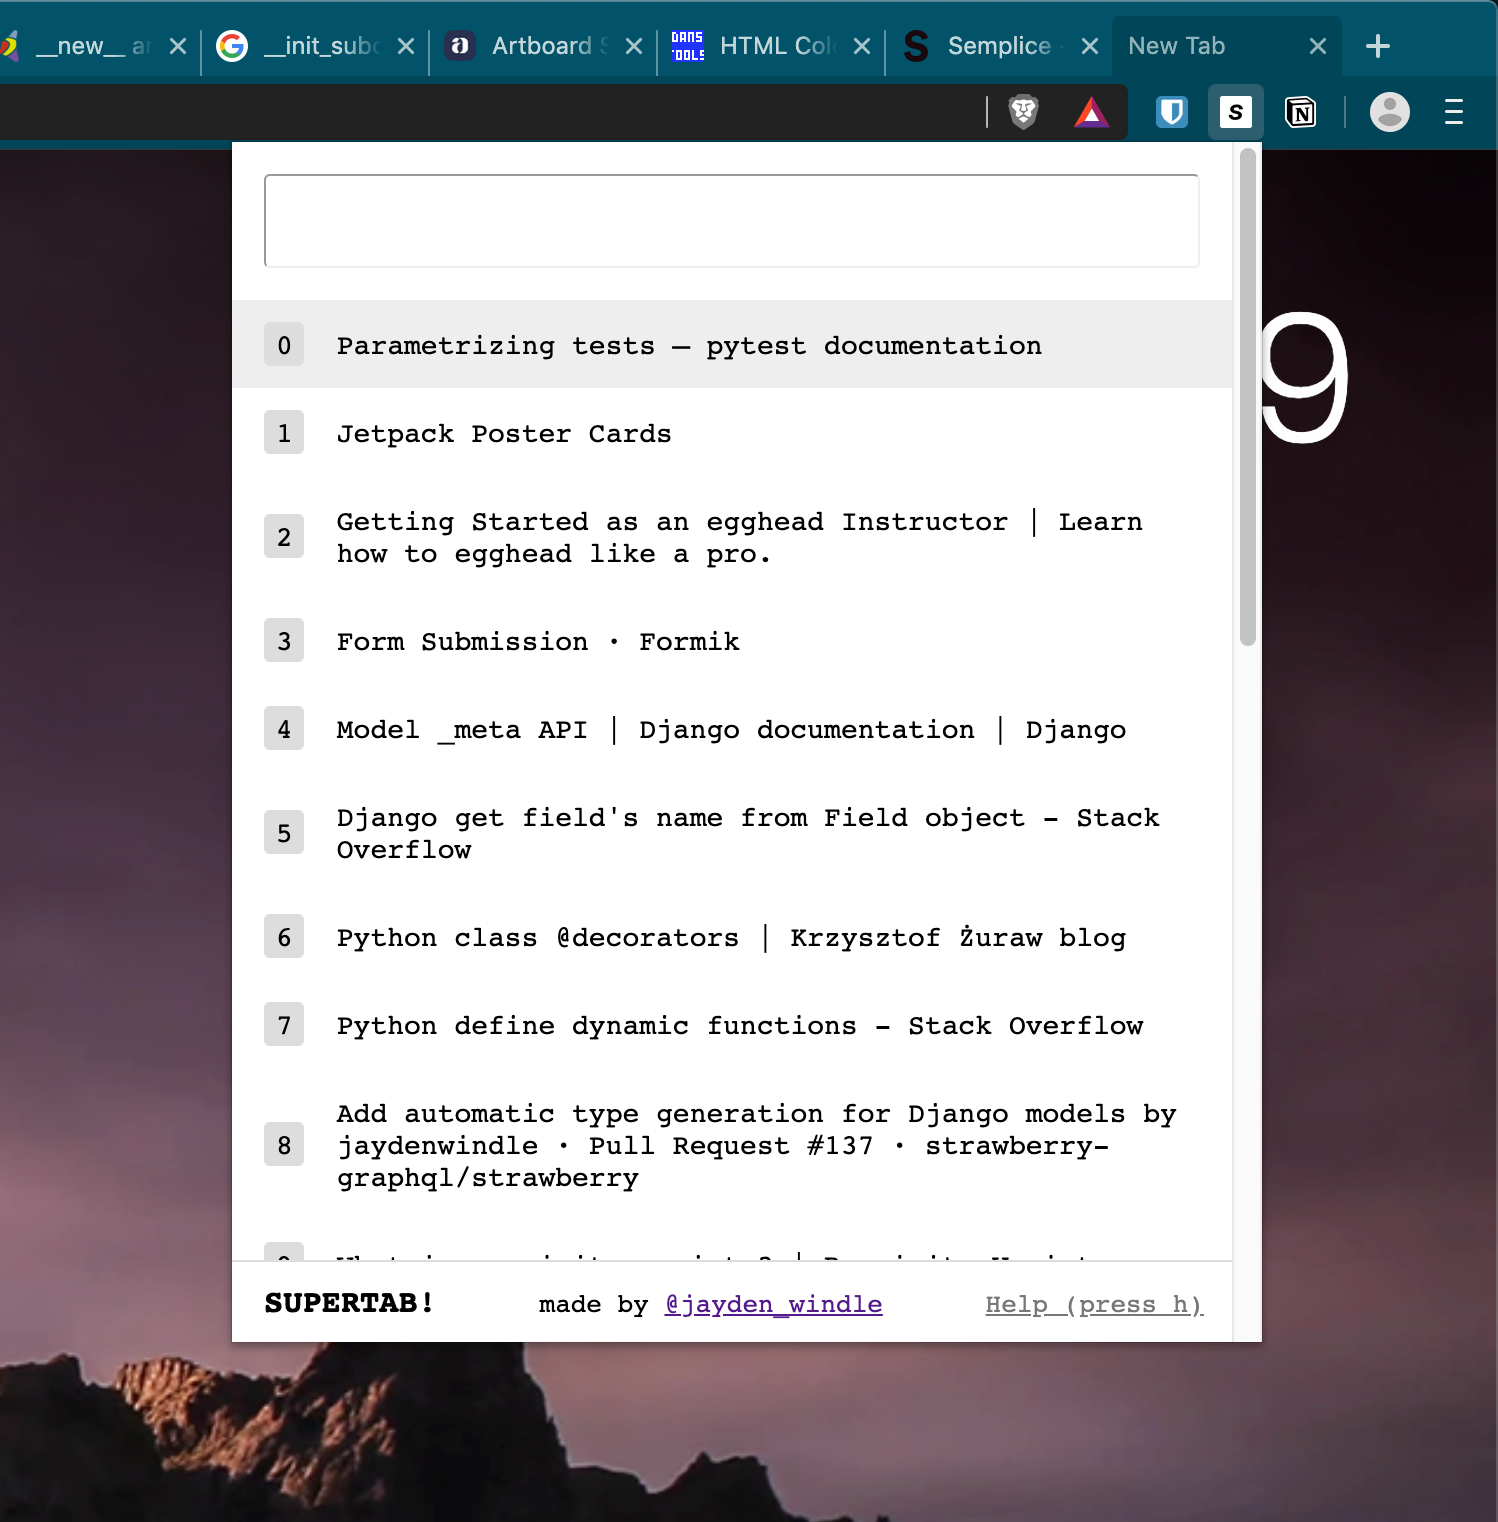 __new__ a
__init_sub
Artboard
DANS
TOOLS
HTML Col
S
Semplice
New Tab
S
N
9
0 Parametrizing tests — pytest documentation
1 Jetpack Poster Cards
2 Getting Started as an egghead Instructor | Learn
how to egghead like a pro.
3 Form Submission · Formik
4 Model _meta API | Django documentation | Django
5 Django get field's name from Field object - Stack
Overflow
6 Python class @decorators | Krzysztof Żuraw blog
7 Python define dynamic functions - Stack Overflow
8 Add automatic type generation for Django models by
jaydenwindle · Pull Request #137 · strawberry-
graphql/strawberry
SUPERTAB! made by @jayden_windle Help (press h)